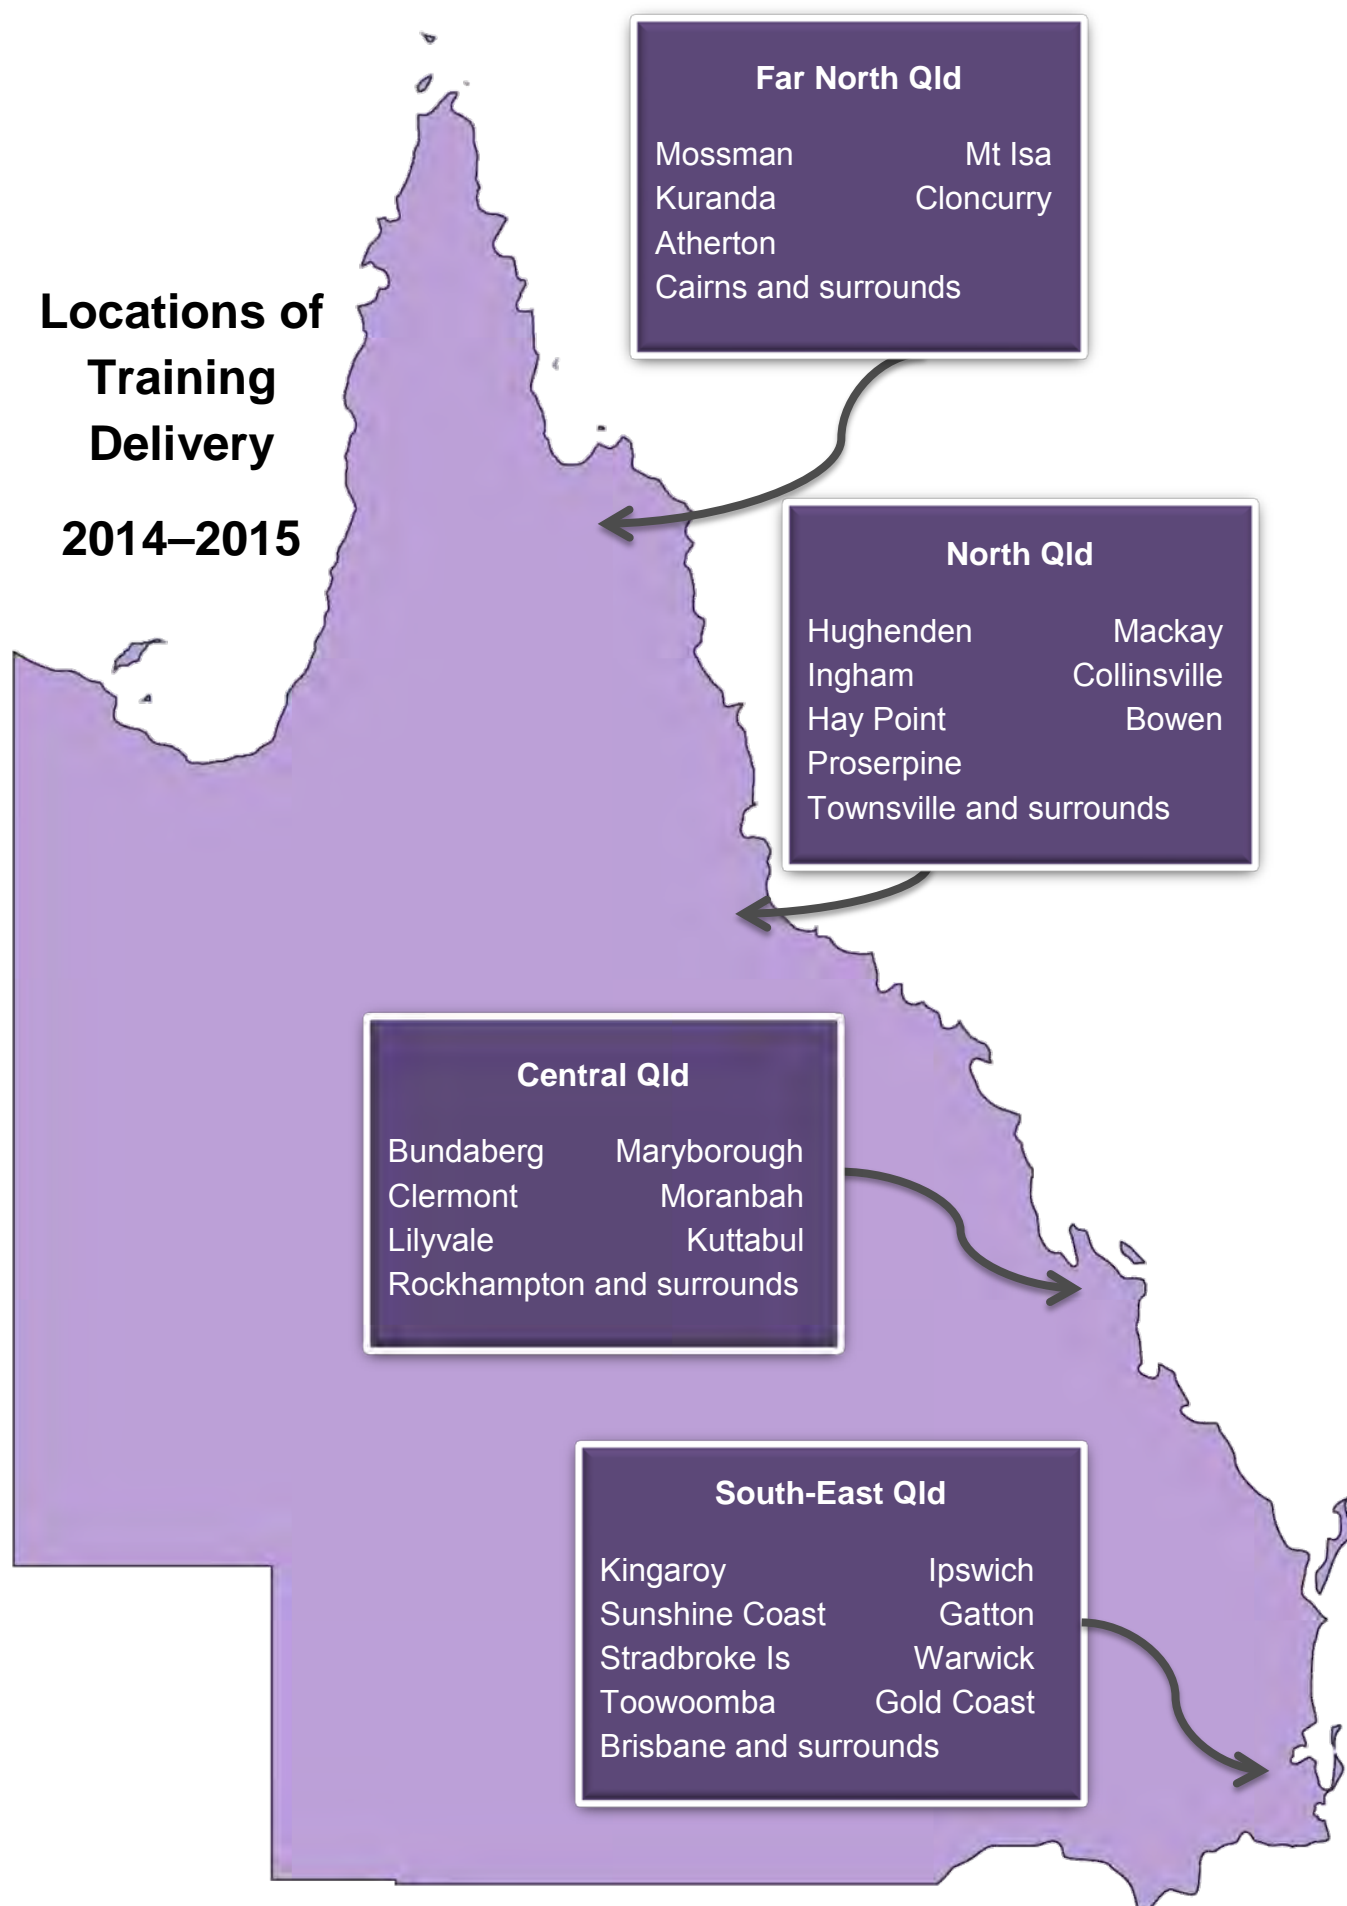 Locations of
Training
Delivery
2014–2015
Far North Qld
Mossman Mt Isa
Kuranda Cloncurry
Atherton
Cairns and surrounds
North Qld
Hughenden Mackay
Ingham Collinsville
Hay Point Bowen
Proserpine
Townsville and surrounds
Central Qld
Bundaberg Maryborough
Clermont Moranbah
Lilyvale Kuttabul
Rockhampton and surrounds
South-East Qld
Kingaroy Ipswich
Sunshine Coast Gatton
Stradbroke Is Warwick
Toowoomba Gold Coast
Brisbane and surrounds